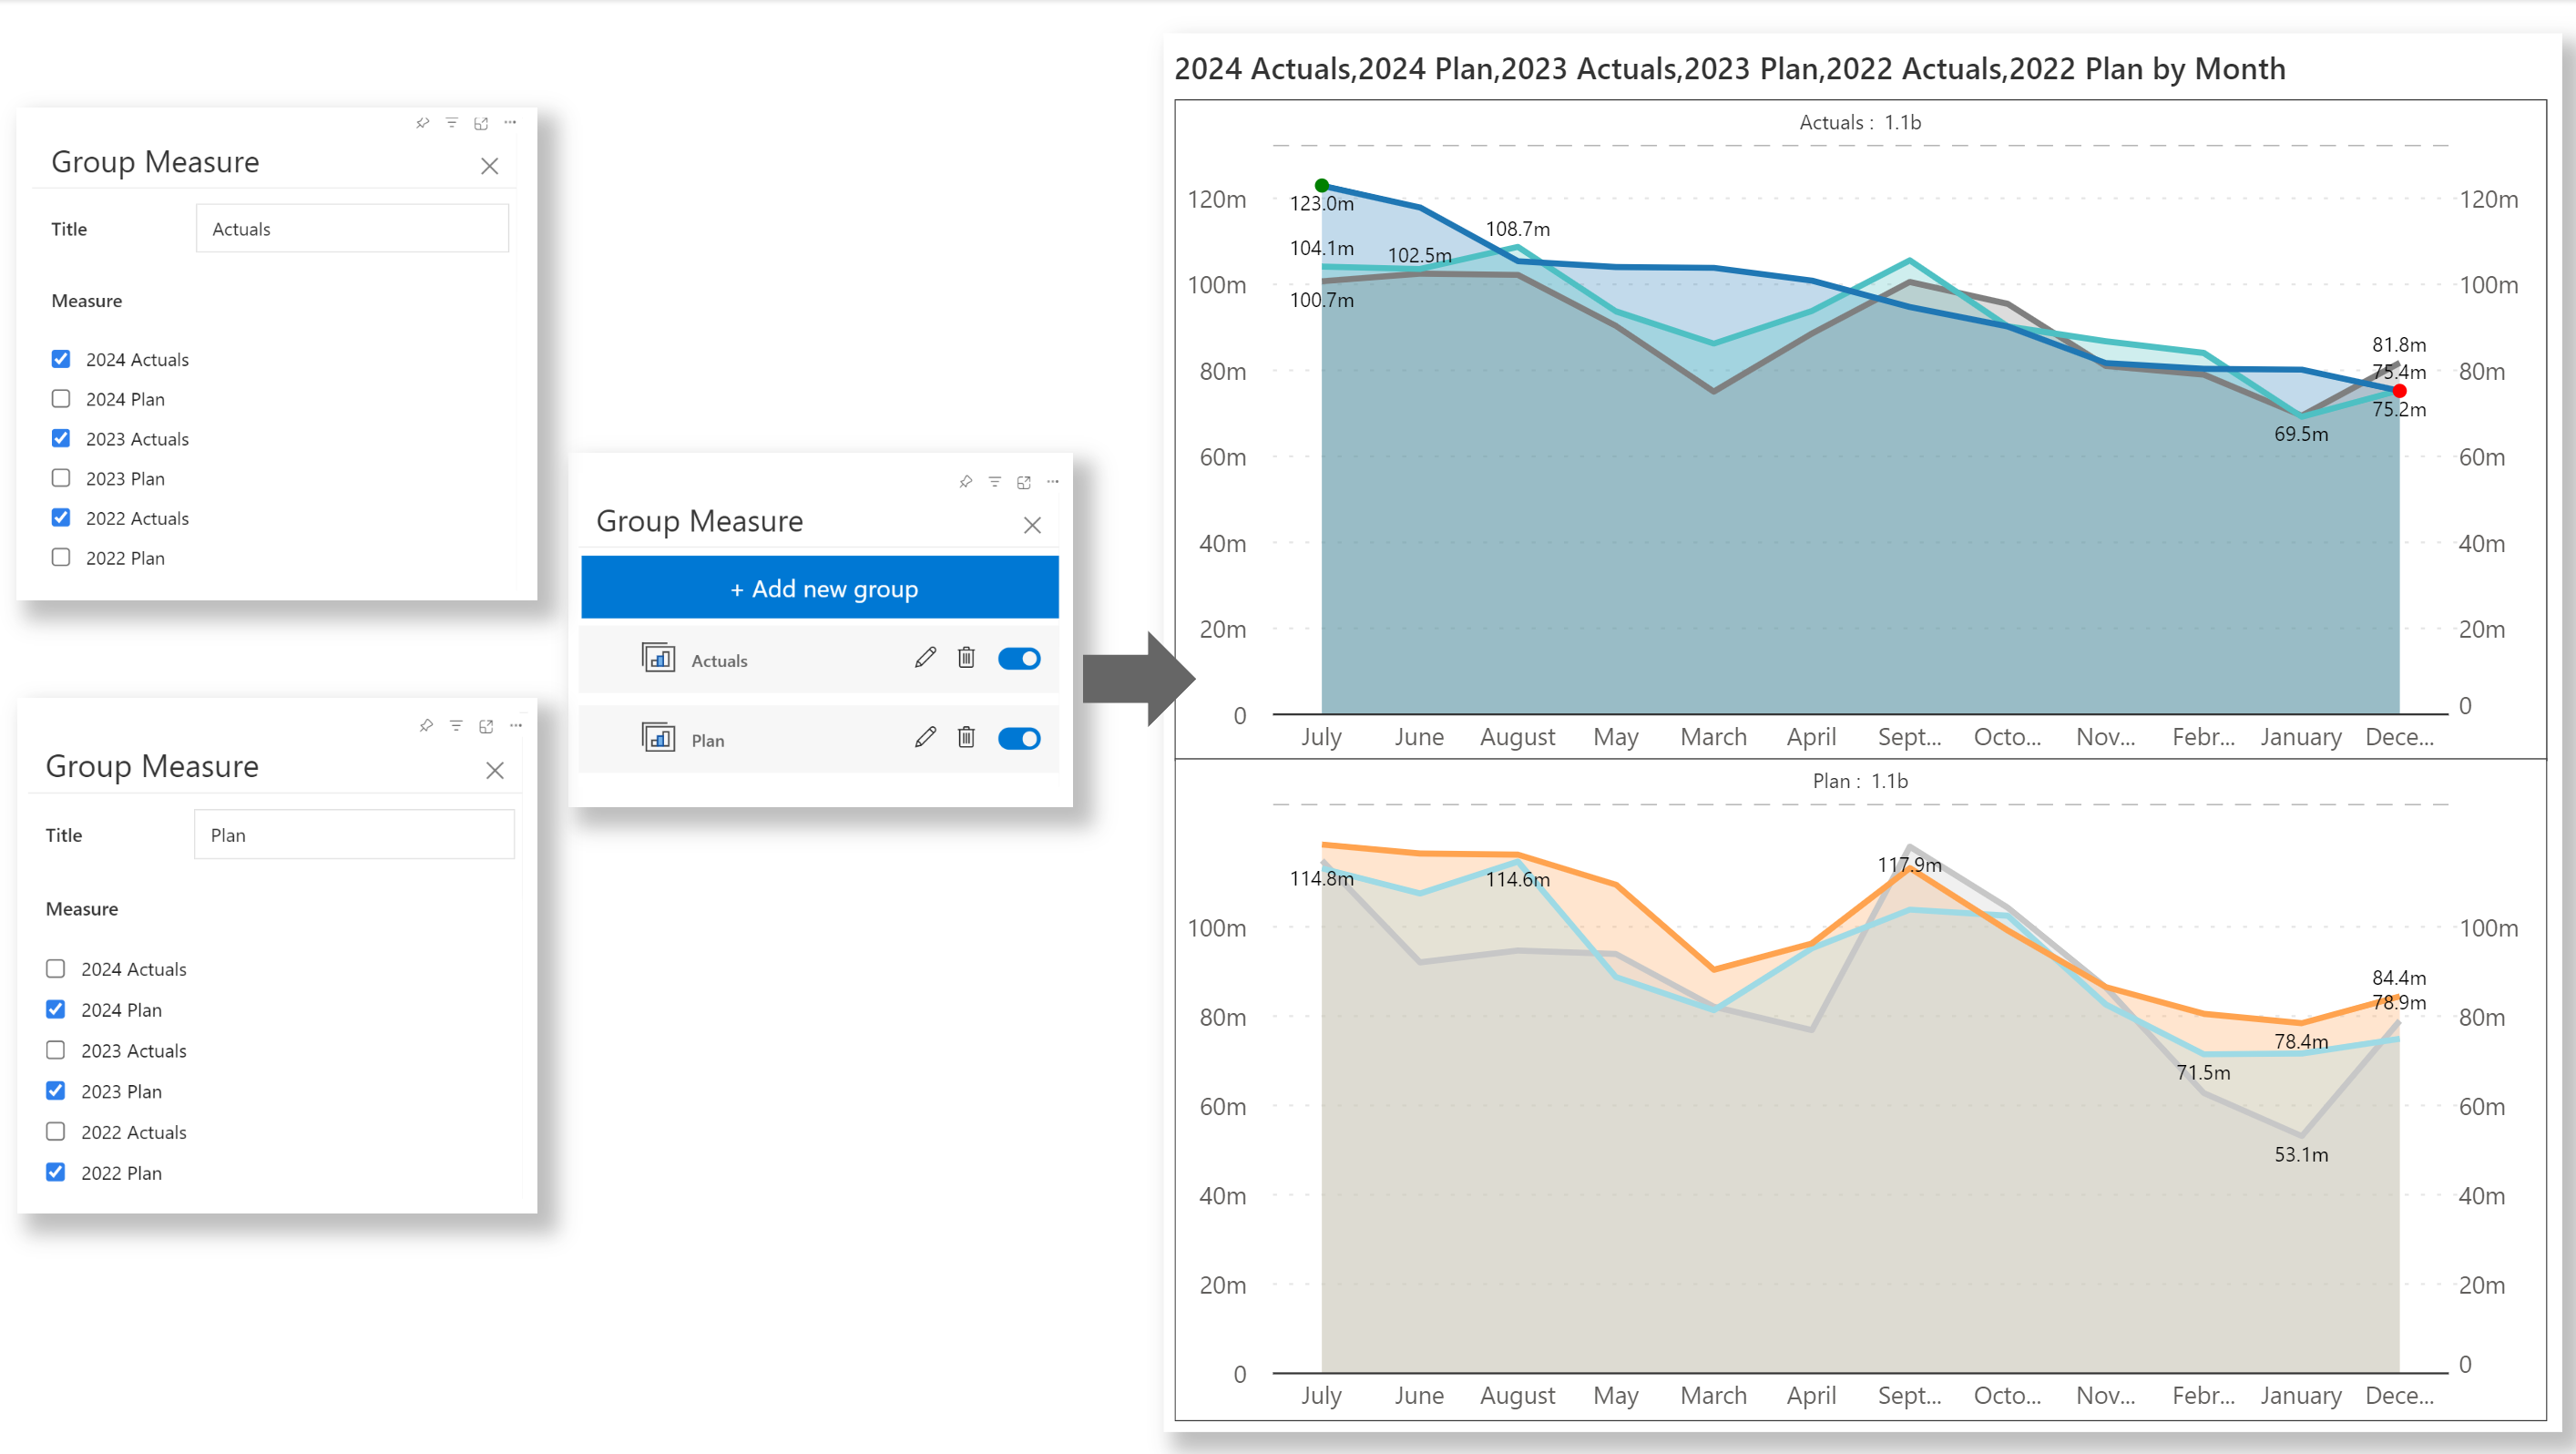 Group Measure
Title
Actuals
Measure
2024 Actuals
2024 Plan
2023 Actuals
2023 Plan
2022 Actuals
2022 Plan
Group Measure
Title
Plan
Measure
2024 Actuals
2024 Plan
2023 Actuals
2023 Plan
2022 Actuals
2022 Plan
Group Measure
+ Add new group
Actuals
Plan
2024 Actuals,2024 Plan,2023 Actuals,2023 Plan,2022 Actuals,2022 Plan by Month
Actuals : 1.1b
120m
100m
80m
60m
40m
20m
0
123.0m
104.1m
100.7m
102.5m
108.7m
69.5m
81.8m
75.4m
75.2m
120m
100m
80m
60m
40m
20m
0
July June August May March April Sept... Octo... Nov... Febr... January Dece...
Plan : 1.1b
100m
80m
60m
40m
20m
0
114.8m
114.6m
117.9m
71.5m
78.4m
53.1m
84.4m
78.9m
100m
80m
60m
40m
20m
0
July June August May March April Sept... Octo... Nov... Febr... January Dece...